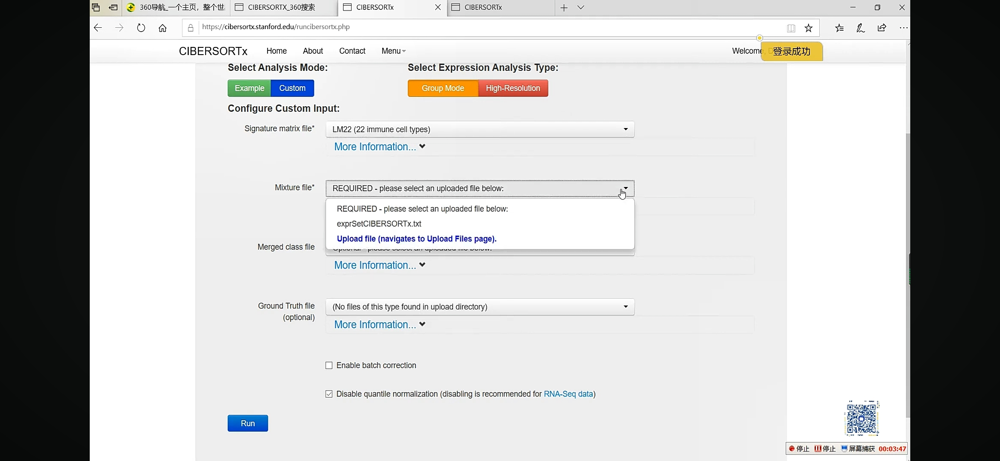 360导航_一个主页，整个世
CIBERSORTX_360搜索
CIBERSORTx
CIBERSORTx
https://cibersortx.stanford.edu/runcibersortx.php
CIBERSORTx
Home
About
Contact
Menu
Welcome,
登录成功
Select Analysis Mode:
Select Expression Analysis Type:
Example
Custom
Group Mode
High-Resolution
Configure Custom Input:
Signature matrix file*
LM22 (22 immune cell types)
More Information...
Mixture file*
REQUIRED - please select an uploaded file below:
REQUIRED - please select an uploaded file below:
exprSetCIBERSORTx.txt
Upload file (navigates to Upload Files page).
Merged class file
Optional - please select an uploaded file below:
More Information...
Ground Truth file
(optional)
(No files of this type found in upload directory)
More Information...
Enable batch correction
Disable quantile normalization (disabling is recommended for RNA-Seq data)
Run
停止
停止
屏幕捕获
00:03:47